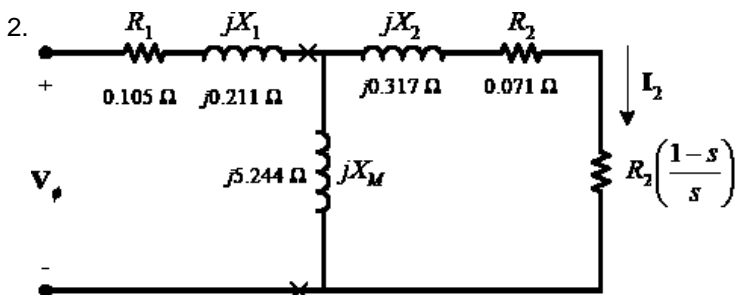 2.
R₁ jX₁ jX₂ R₂
0.105 Ω j0.211 Ω j0.317 Ω 0.071 Ω I₂
+
V𝜙 j5.244 Ω jX_M R₂((1−s)/s)
-